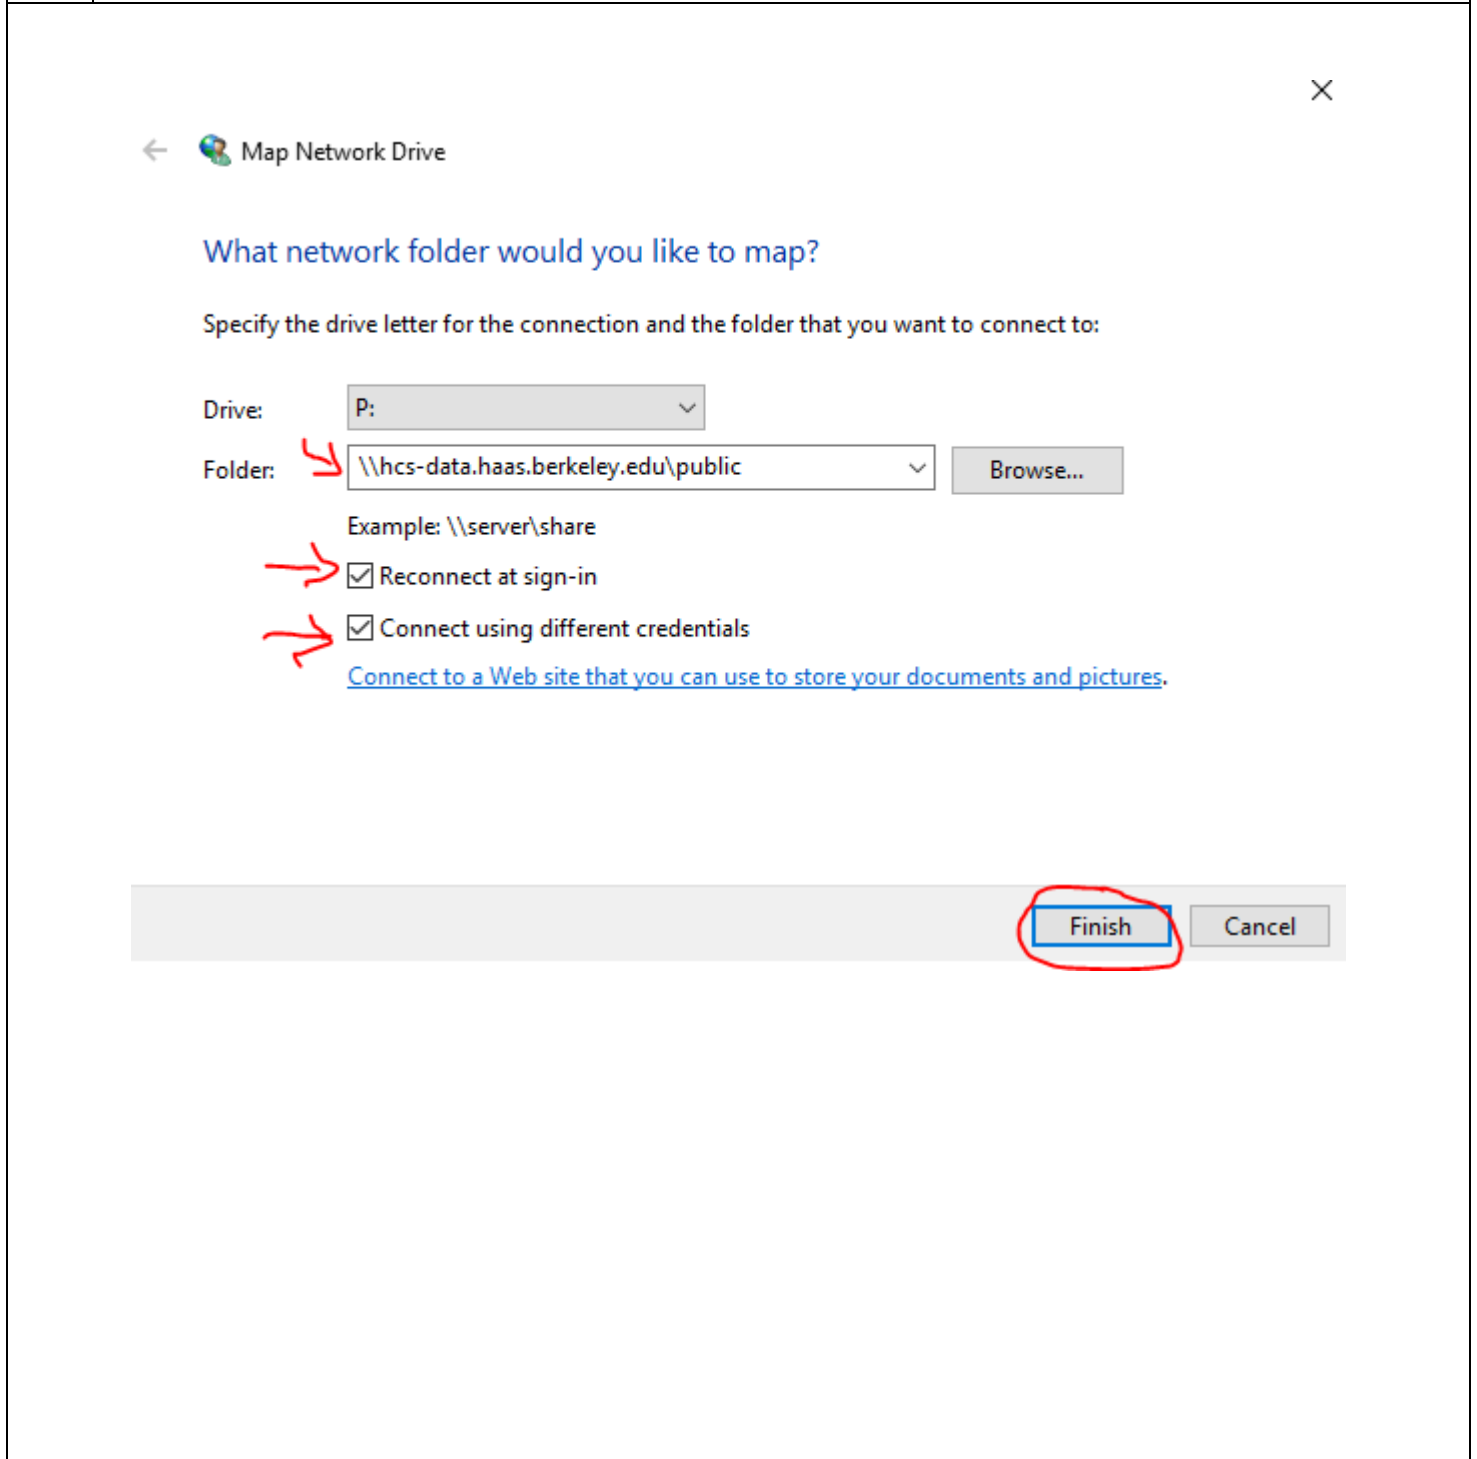 Map Network Drive
What network folder would you like to map?
Specify the drive letter for the connection and the folder that you want to connect to:
Drive: P:
Folder: \\hcs-data.haas.berkeley.edu\public Browse...
Example: \\server\share
Reconnect at sign-in
Connect using different credentials
Connect to a Web site that you can use to store your documents and pictures.
Finish Cancel